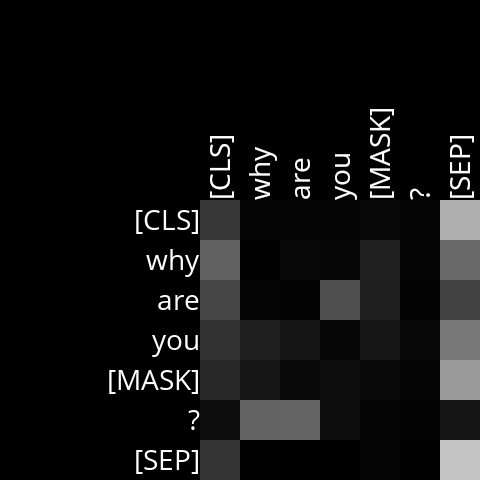 [CLS] why are you [MASK] ? [SEP]
[CLS]
why
are
you
[MASK]
?
[SEP]